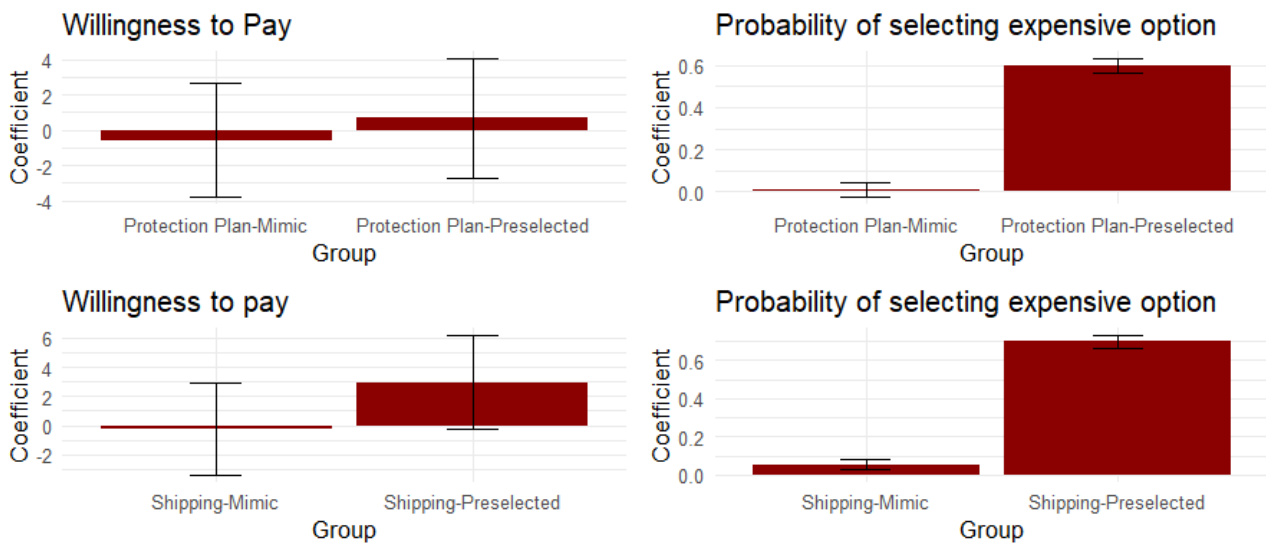 Willingness to Pay
Coefficient
4
2
0
-2
-4
Protection Plan-Mimic
Protection Plan-Preselected
Group
Probability of selecting expensive option
Coefficient
0.6
0.4
0.2
0.0
Protection Plan-Mimic
Protection Plan-Preselected
Group
Willingness to pay
Coefficient
6
4
2
0
-2
Shipping-Mimic
Shipping-Preselected
Group
Probability of selecting expensive option
Coefficient
0.6
0.4
0.2
0.0
Shipping-Mimic
Shipping-Preselected
Group